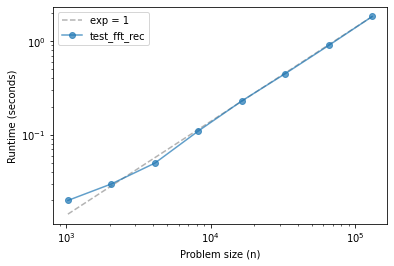 exp = 1
test_fft_rec
Runtime (seconds)
10⁰
10⁻¹
10³
10⁴
10⁵
Problem size (n)